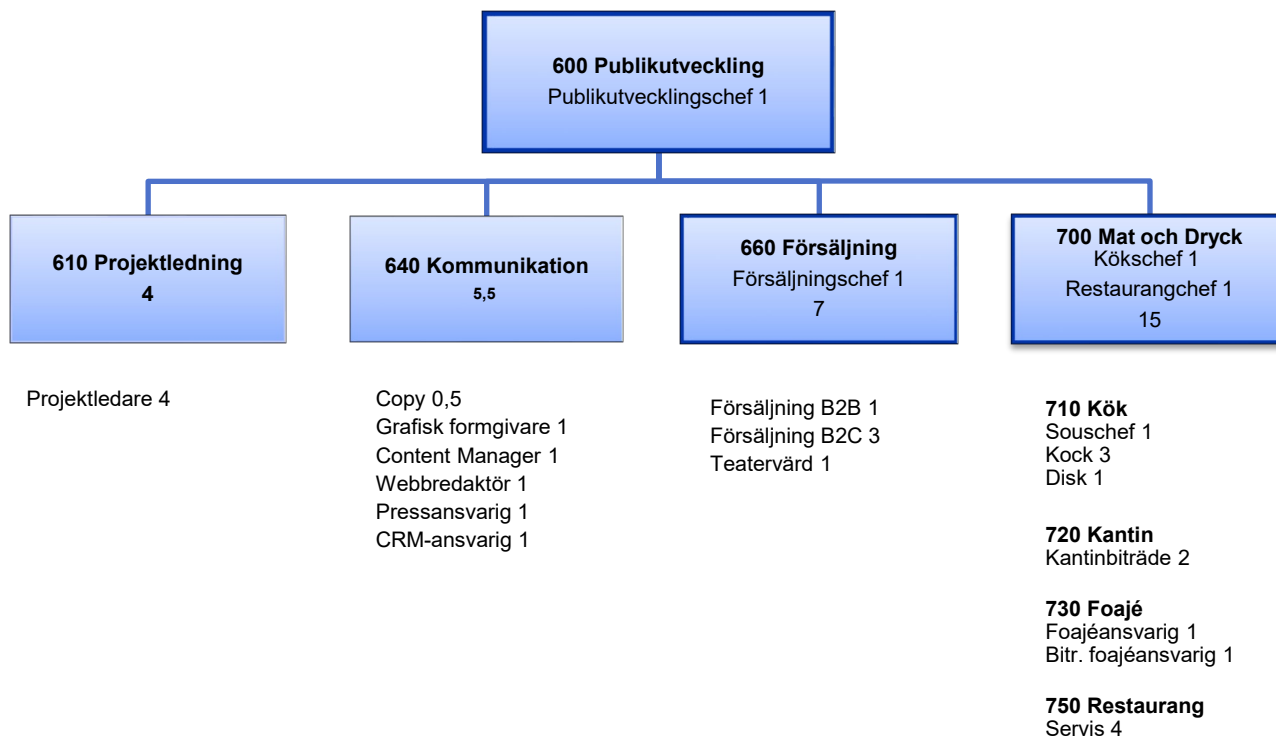 600 Publikutveckling
Publikutvecklingschef 1
610 Projektledning
4
640 Kommunikation
5,5
660 Försäljning
Försäljningschef 1
7
700 Mat och Dryck
Kökschef 1
Restaurangchef 1
15
Projektledare 4
Copy 0,5
Grafisk formgivare 1
Content Manager 1
Webbredaktör 1
Pressansvarig 1
CRM-ansvarig 1
Försäljning B2B 1
Försäljning B2C 3
Teatervärd 1
710 Kök
Souschef 1
Kock 3
Disk 1
720 Kantin
Kantinbiträde 2
730 Foajé
Foajéansvarig 1
Bitr. foajéansvarig 1
750 Restaurang
Servis 4